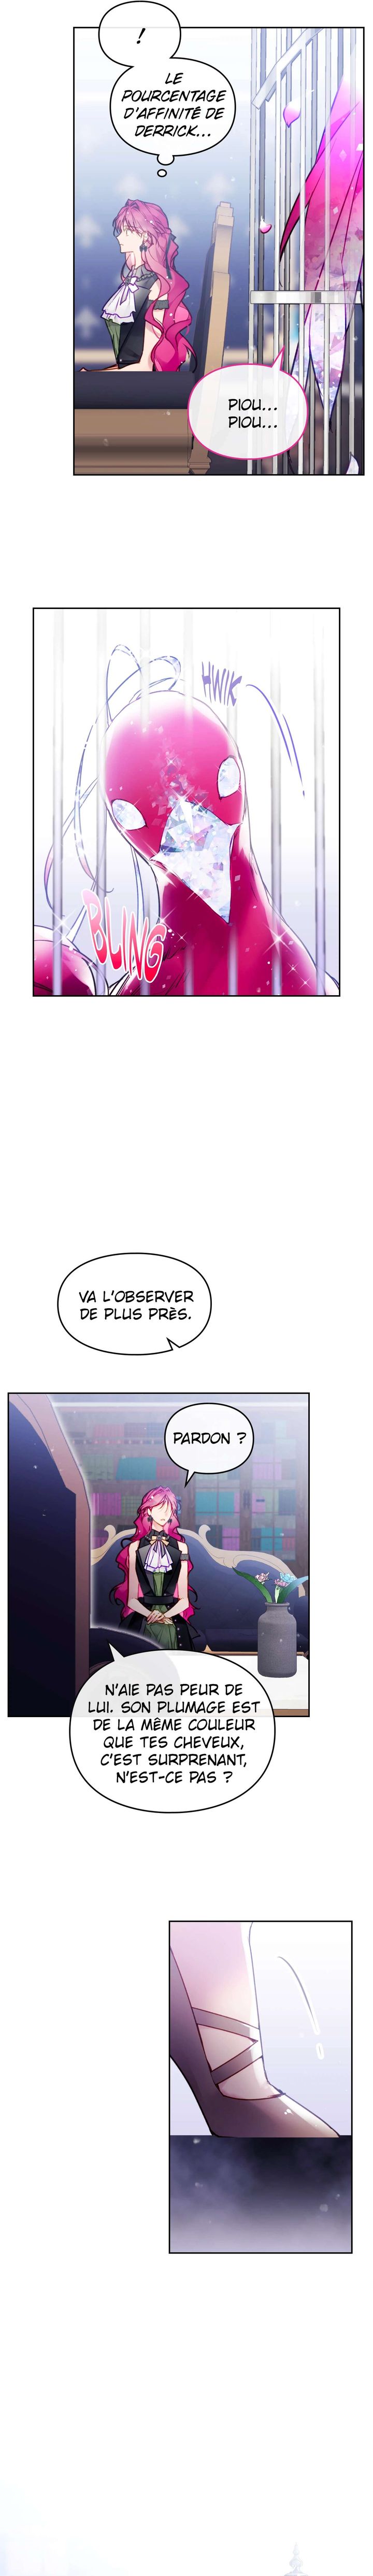 !
LE
POURCENTAGE
D'AFFINITÉ DE
DERRICK...
PIOU...
PIOU...
HWIK
BLING
VA L'OBSERVER
DE PLUS PRÈS.
PARDON ?
N'AIE PAS PEUR DE
LUI. SON PLUMAGE EST
DE LA MÊME COULEUR
QUE TES CHEVEUX,
C'EST SURPRENANT,
N'EST-CE PAS ?